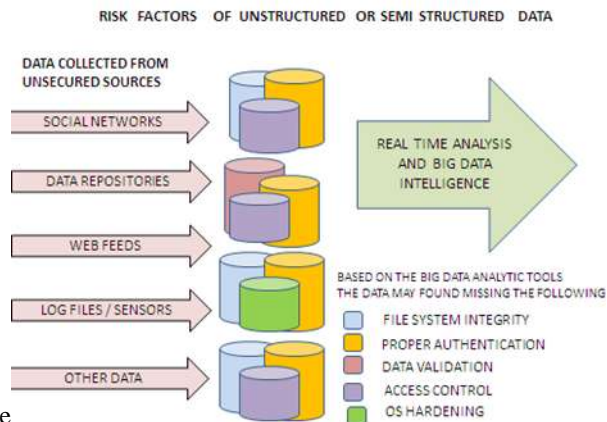 RISK FACTORS OF UNSTRUCTURED OR SEMI STRUCTURED DATA
DATA COLLECTED FROM
UNSECURED SOURCES
SOCIAL NETWORKS
DATA REPOSITORIES
WEB FEEDS
LOG FILES / SENSORS
OTHER DATA
REAL TIME ANALYSIS
AND BIG DATA
INTELLIGENCE
BASED ON THE BIG DATA ANALYTIC TOOLS
THE DATA MAY FOUND MISSING THE FOLLOWING
FILE SYSTEM INTEGRITY
PROPER AUTHENTICATION
DATA VALIDATION
ACCESS CONTROL
OS HARDENING
e